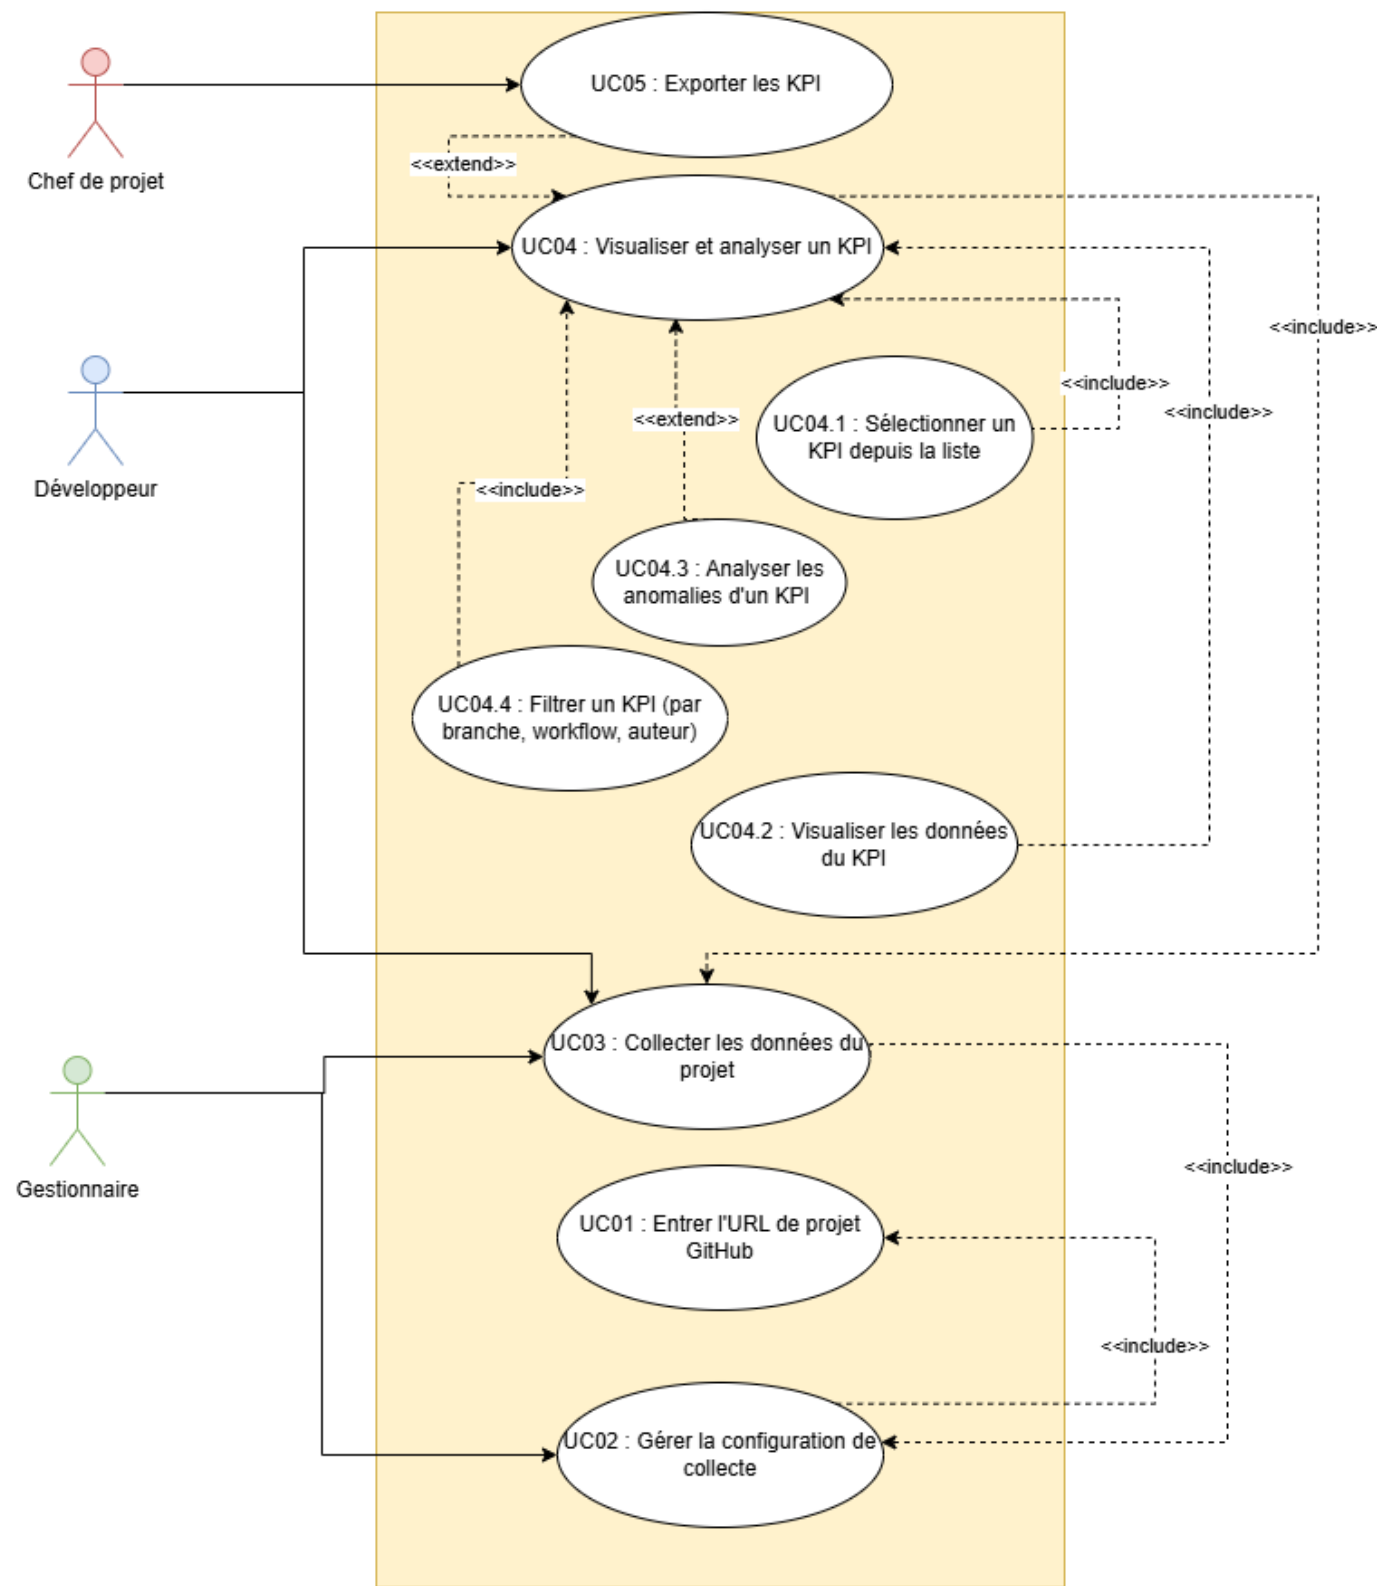 UC05 : Exporter les KPI
<<extend>>
Chef de projet
UC04 : Visualiser et analyser un KPI
<<include>>
<<include>>
<<include>>
UC04.1 : Sélectionner un
KPI depuis la liste
<<extend>>
Développeur
<<include>>
UC04.3 : Analyser les
anomalies d'un KPI
UC04.4 : Filtrer un KPI (par
branche, workflow, auteur)
UC04.2 : Visualiser les données
du KPI
UC03 : Collecter les données du
projet
<<include>>
Gestionnaire
UC01 : Entrer l'URL de projet
GitHub
<<include>>
UC02 : Gérer la configuration de
collecte